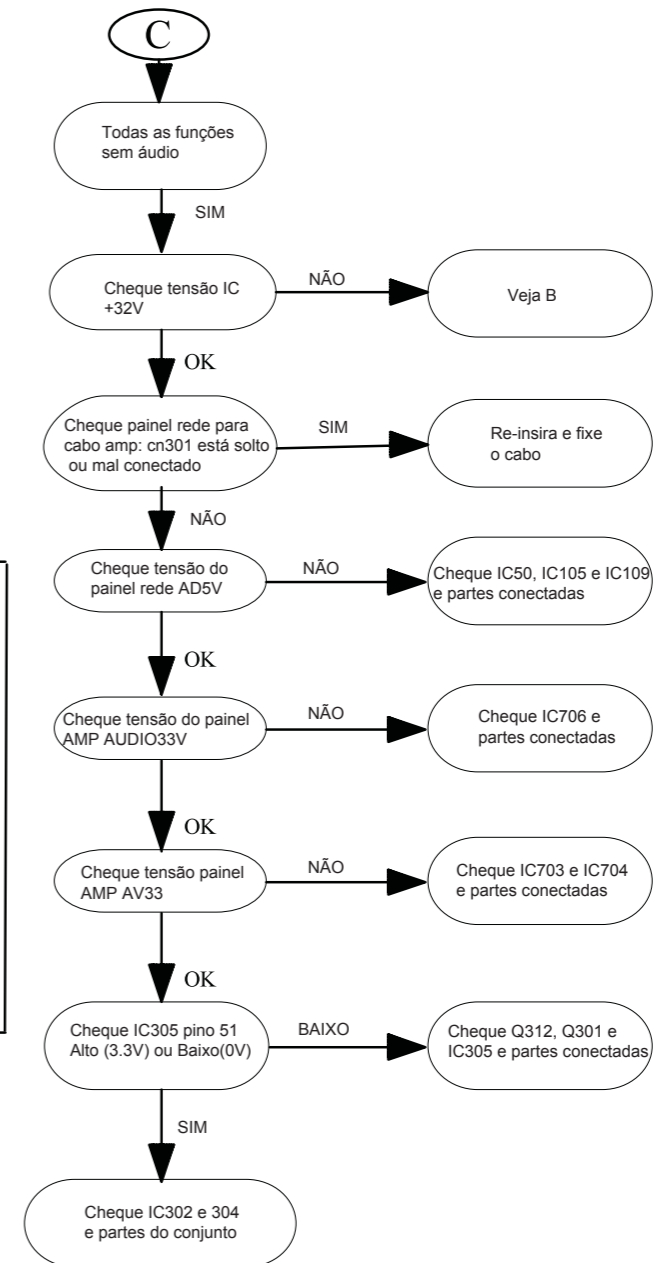 C
Todas as funções
sem áudio
SIM
Cheque tensão IC
+32V
NÃO
Veja B
OK
Cheque painel rede para
cabo amp: cn301 está solto
ou mal conectado
SIM
Re-insira e fixe
o cabo
NÃO
Cheque tensão do
painel rede AD5V
NÃO
Cheque IC50, IC105 e IC109
e partes conectadas
OK
Cheque tensão do painel
AMP AUDIO33V
NÃO
Cheque IC706 e
partes conectadas
OK
Cheque tensão painel
AMP AV33
NÃO
Cheque IC703 e IC704
e partes conectadas
OK
Cheque IC305 pino 51
Alto (3.3V) ou Baixo(0V)
BAIXO
Cheque Q312, Q301 e
IC305 e partes conectadas
SIM
Cheque IC302 e 304
e partes do conjunto